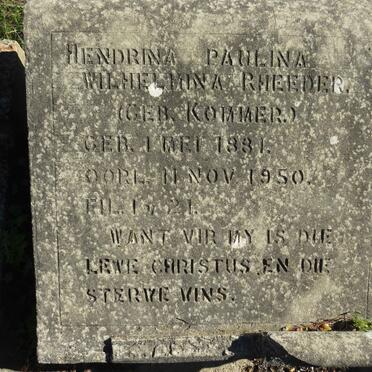 HENDRINA PAULINA
WILHELMINA RHEEDER.
(GEB. KOMMER.)
GEB. 1 MEI 1881.
OORL. 11 NOV 1950.
FIL. 1 V 21.
WANT VIR MY IS DIE
LEWE CHRISTUS, EN DIE
STERWE WINS.